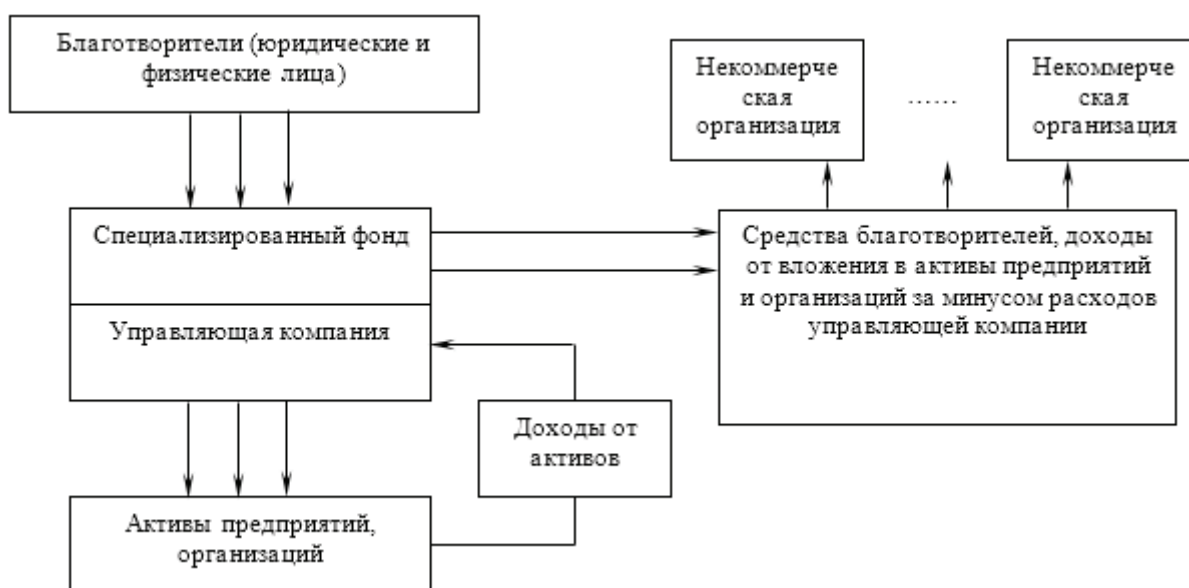 Благотворители (юридические и
физические лица)
Некоммерче
ская
организация
……
Некоммерче
ская
организация
Специализированный фонд
Средства благотворителей, доходы
от вложения в активы предприятий
и организаций за минусом расходов
управляющей компании
Управляющая компания
Доходы от
активов
Активы предприятий,
организаций